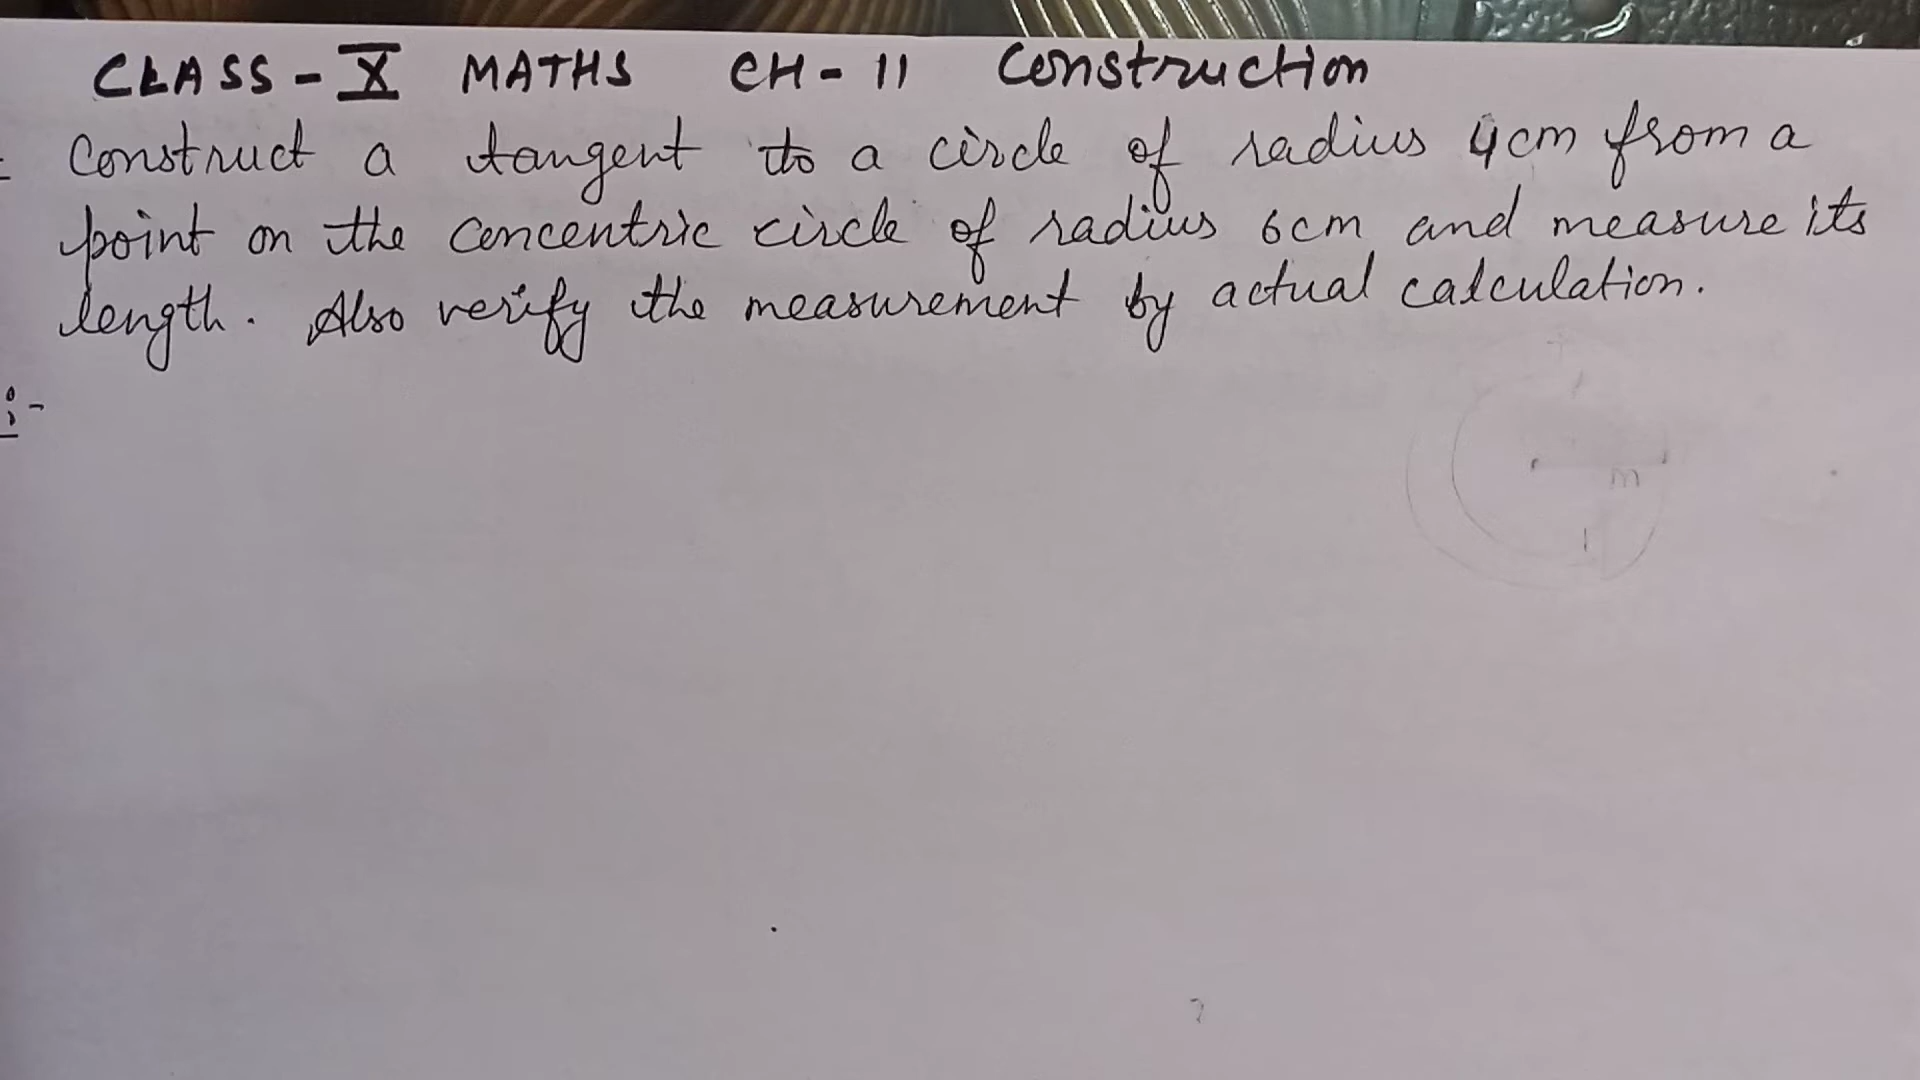 CLASS - X MATHS CH - 11 Construction
Construct a tangent to a circle of radius 4cm from a
point on the concentric circle of radius 6cm and measure its
length. Also verify the measurement by actual calculation.
:-
m